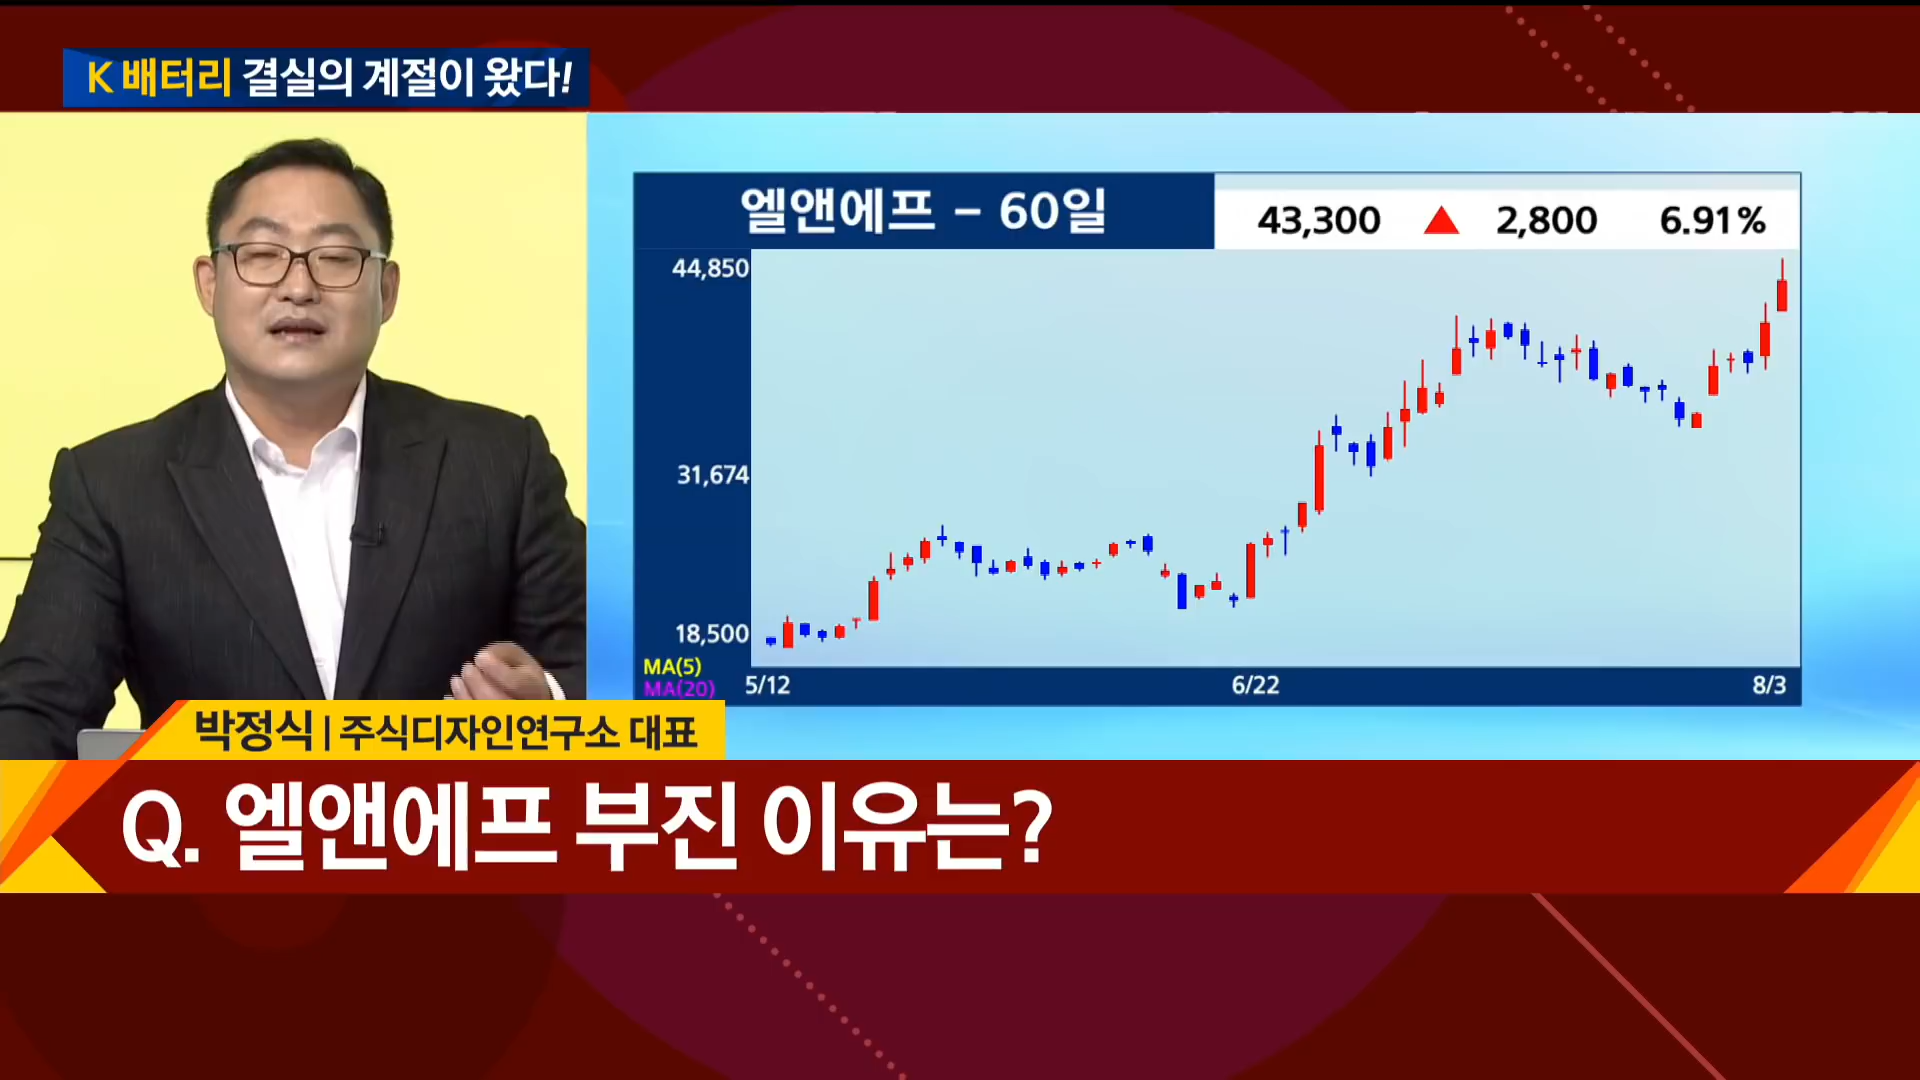 K 배터리 결실의 계절이 왔다!
엘앤에프 - 60일
43,300 ▲ 2,800 6.91%
44,850
31,674
18,500
MA(5)
MA(20)
5/12 6/22 8/3
박정식 | 주식디자인연구소 대표
Q. 엘앤에프 부진 이유는?